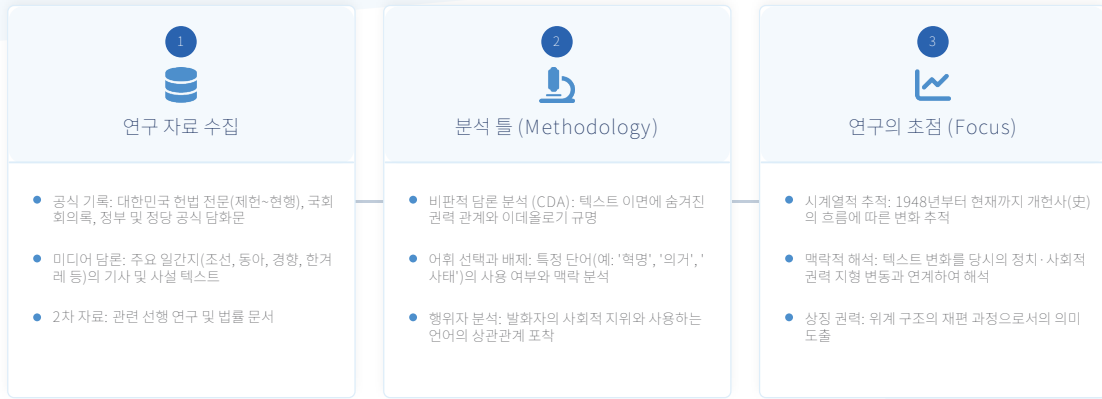 1
연구 자료 수집
공식 기록: 대한민국 헌법 전문(제헌~현행), 국회
회의록, 정부 및 정당 공식 담화문
미디어 담론: 주요 일간지(조선, 동아, 경향, 한겨
레 등)의 기사 및 사설 텍스트
2차 자료: 관련 선행 연구 및 법률 문서
2
분석 틀 (Methodology)
비판적 담론 분석 (CDA): 텍스트 이면에 숨겨진
권력 관계와 이데올로기 규명
어휘 선택과 배제: 특정 단어(예: '혁명', '의거', '
사태')의 사용 여부와 맥락 분석
행위자 분석: 발화자의 사회적 지위와 사용하는
언어의 상관관계 포착
3
연구의 초점 (Focus)
시계열적 추적: 1948년부터 현재까지 개헌사(史)
의 흐름에 따른 변화 추적
맥락적 해석: 텍스트 변화를 당시의 정치·사회적
권력 지형 변동과 연계하여 해석
상징 권력: 위계 구조의 재편 과정으로서의 의미
도출